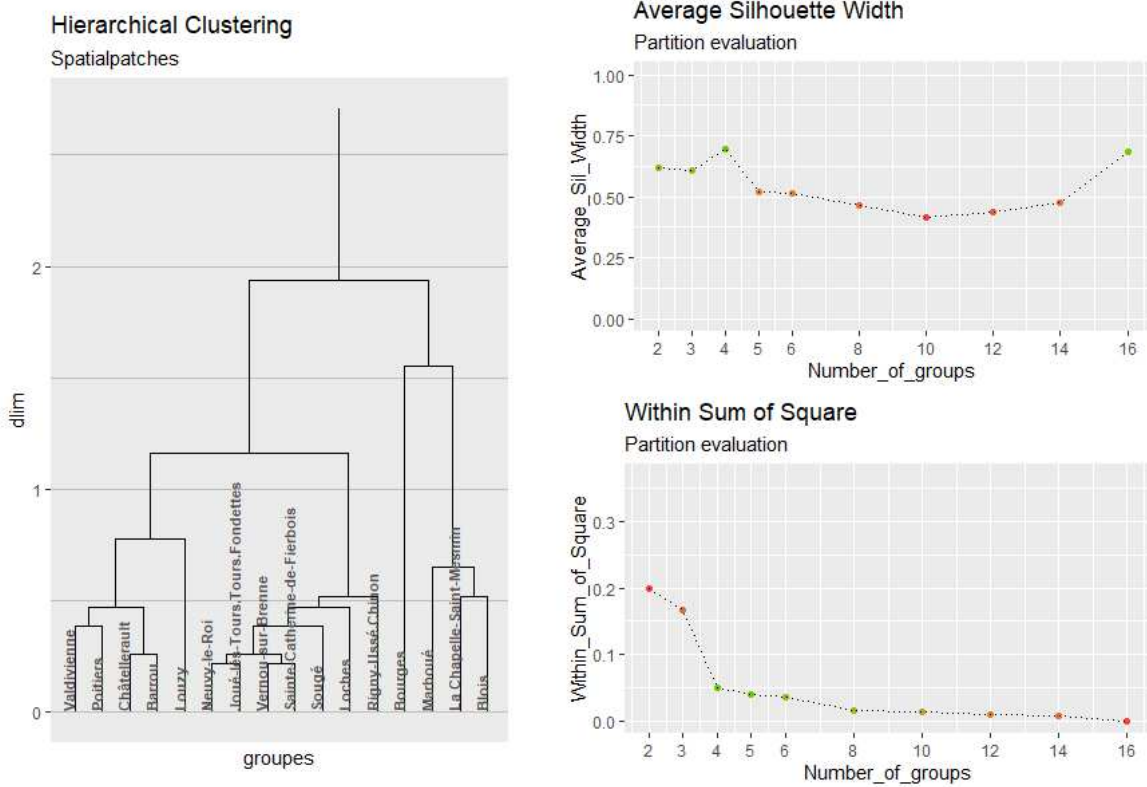 Hierarchical Clustering
Spatialpatches
dlim
2
1
0
Valdivienne
Poitiers
Châtellerault
Barrou
Louzy
Neuvy-le-Roi
Joué-lès-Tours.Tours.Fondettes
Vernou-sur-Brenne
Sainte-Catherine-de-Fierbois
Sougé
Loches
Rigny-Ussé.Chinon
Bourges
Marboué
La Chapelle-Saint-Mesmin
Blois
groupes
Average Silhouette Width
Partition evaluation
Average_Sil_Width
1.00
0.75
0.50
0.25
0.00
2 3 4 5 6 8 10 12 14 16
Number_of_groups
Within Sum of Square
Partition evaluation
Within_Sum_of_Square
0.3
0.2
0.1
0.0
2 3 4 5 6 8 10 12 14 16
Number_of_groups